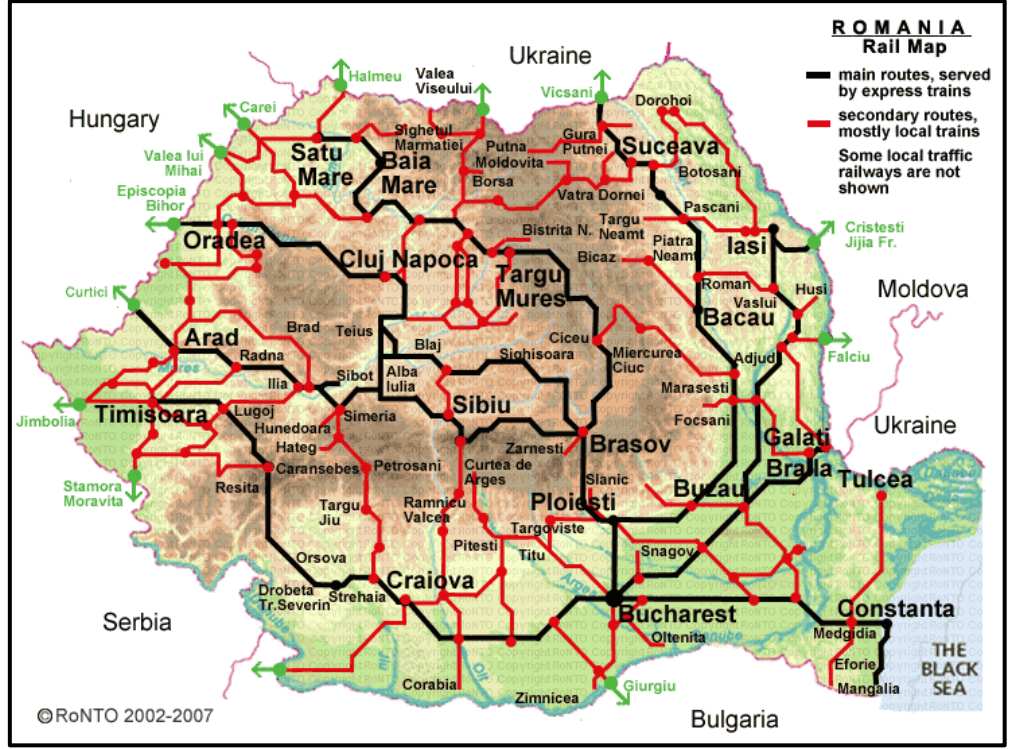 ROMANIA
Rail Map
main routes, served
by express trains
secondary routes,
mostly local trains
Some local traffic
railways are not
shown
Ukraine
Halmeu
Valea
Viseului
Vicsani
Dorohoi
Carei
Hungary
Sighetul
Marmatiei
Putna
Gura
Putnei
Suceava
Satu
Mare
Baia
Mare
Moldovita
Borsa
Botosani
Valea lui
Mihai
Episcopia
Bihor
Vatra Dornei
Pascani
Targu
Neamt
Cristesti
Jijia Fr.
Oradea
Bistrita N.
Iasi
Piatra
Neamt
Cluj Napoca
Bicaz
Targu
Mures
Roman
Husi
Moldova
Curtici
Vaslui
Bacau
Arad
Brad
Teius
Blaj
Ciceu
Sighisoara
Miercurea
Ciuc
Adjud
Falciu
Mures
Radna
Ilia
Sibot
Alba
Iulia
Marasesti
Jimbolia
Timisoara
Lugoj
Simeria
Sibiu
Focsani
Hunedoara
Hateg
Brasov
Galati
Ukraine
Zarnesti
Stamora
Moravita
Caransebes
Petrosani
Curtea de
Arges
Braila
Tulcea
Resita
Slanic
Buzau
Targu
Jiu
Ramnicu
Valcea
Ploiesti
Targoviste
Pitesti
Titu
Snagov
Orsova
Craiova
Arges
Drobeta
Tr.Severin
Strehaia
Bucharest
Constanta
Serbia
Danube
Oltenita
Danube
Medgidia
Jiu
Olt
Eforie
THE
BLACK
SEA
Corabia
Zimnicea
Giurgiu
Mangalia
©RoNTO 2002-2007
Bulgaria